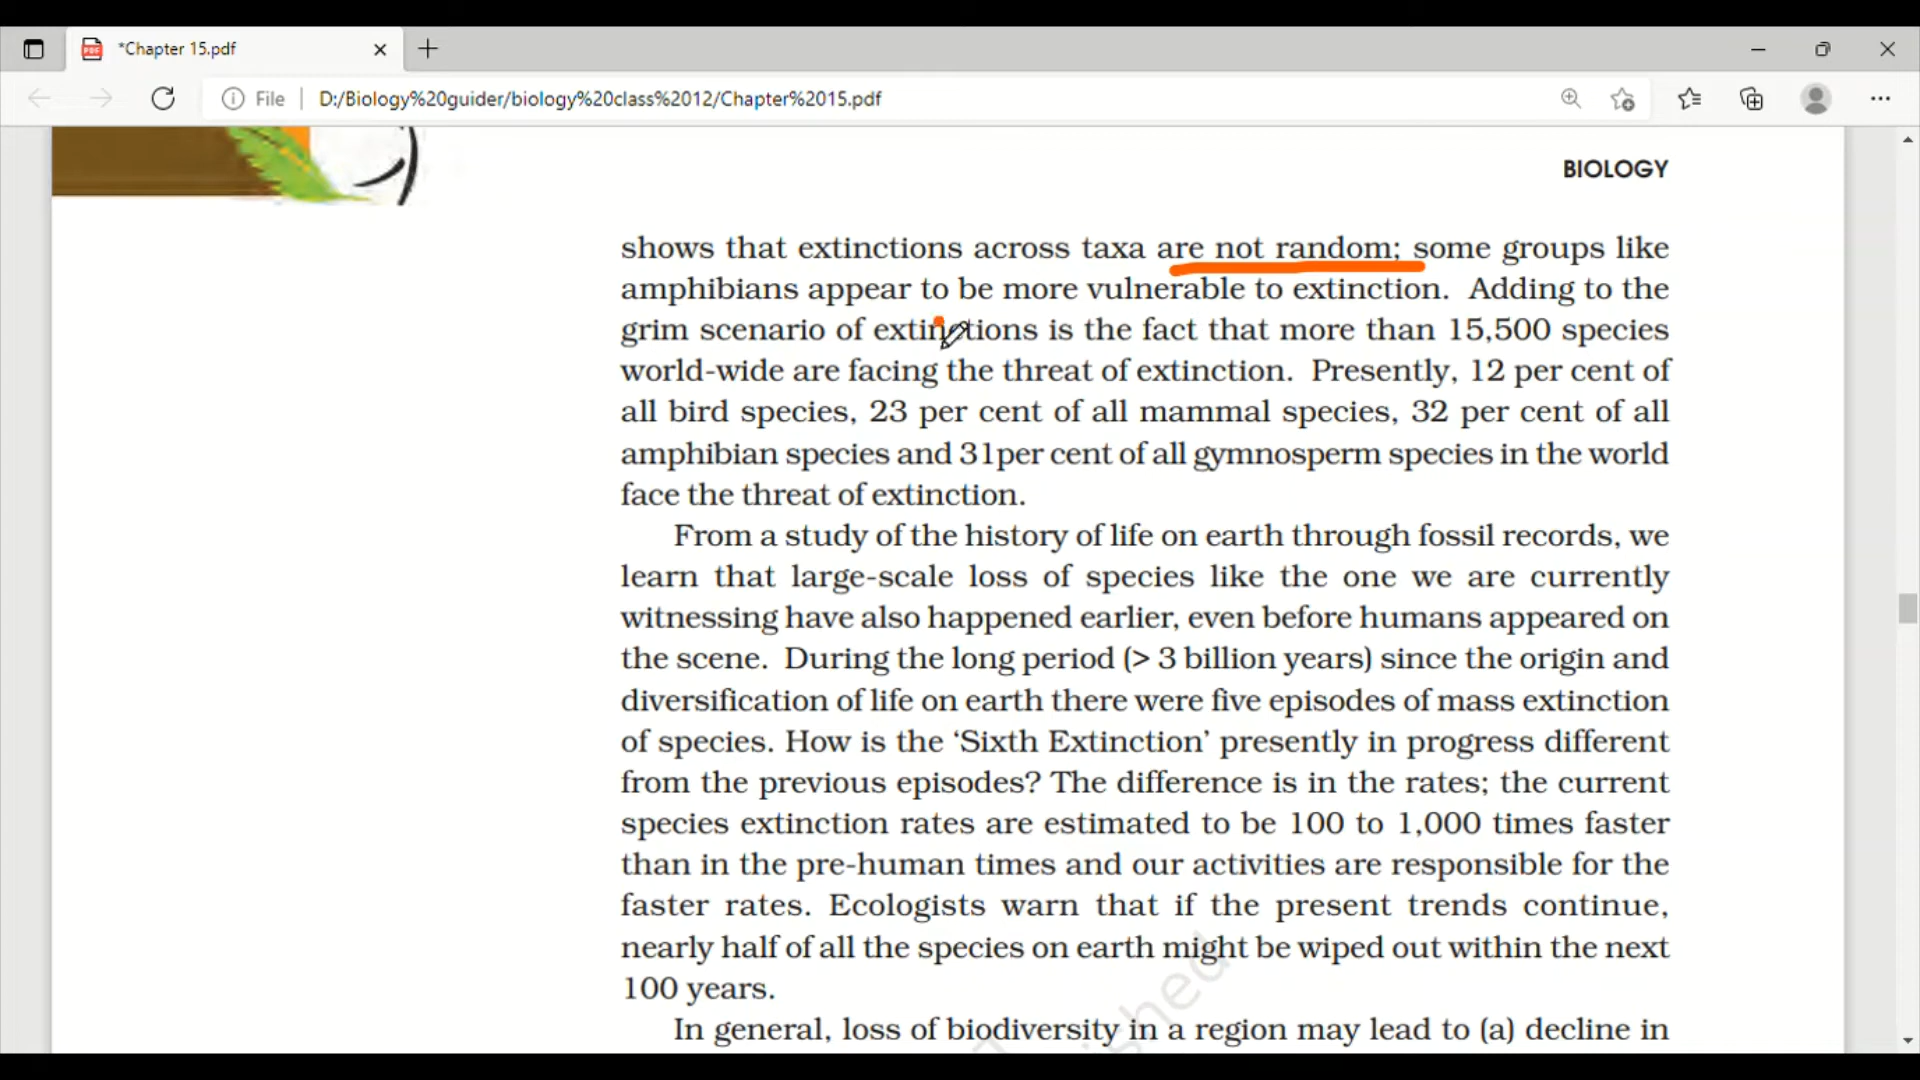 *Chapter 15.pdf
File
D:/Biology%20guider/biology%20class%2012/Chapter%2015.pdf
BIOLOGY
shows that extinctions across taxa are not random; some groups like
amphibians appear to be more vulnerable to extinction. Adding to the
grim scenario of extinctions is the fact that more than 15,500 species
world-wide are facing the threat of extinction. Presently, 12 per cent of
all bird species, 23 per cent of all mammal species, 32 per cent of all
amphibian species and 31per cent of all gymnosperm species in the world
face the threat of extinction.
From a study of the history of life on earth through fossil records, we
learn that large-scale loss of species like the one we are currently
witnessing have also happened earlier, even before humans appeared on
the scene. During the long period (> 3 billion years) since the origin and
diversification of life on earth there were five episodes of mass extinction
of species. How is the ‘Sixth Extinction’ presently in progress different
from the previous episodes? The difference is in the rates; the current
species extinction rates are estimated to be 100 to 1,000 times faster
than in the pre-human times and our activities are responsible for the
faster rates. Ecologists warn that if the present trends continue,
nearly half of all the species on earth might be wiped out within the next
100 years.
In general, loss of biodiversity in a region may lead to (a) decline in